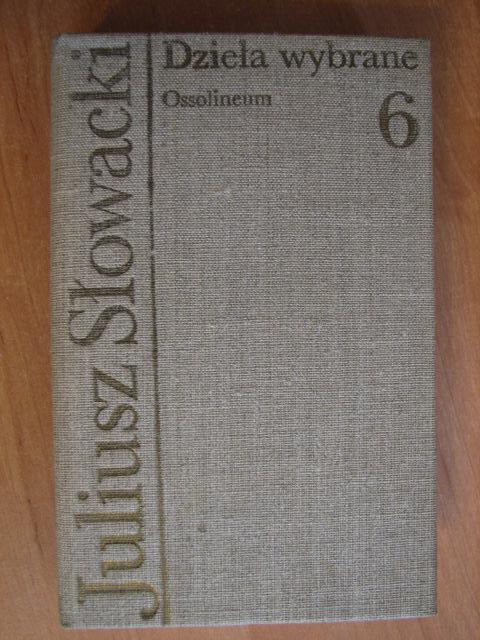 Juliusz Słowacki
Dzieła wybrane
Ossolineum
6